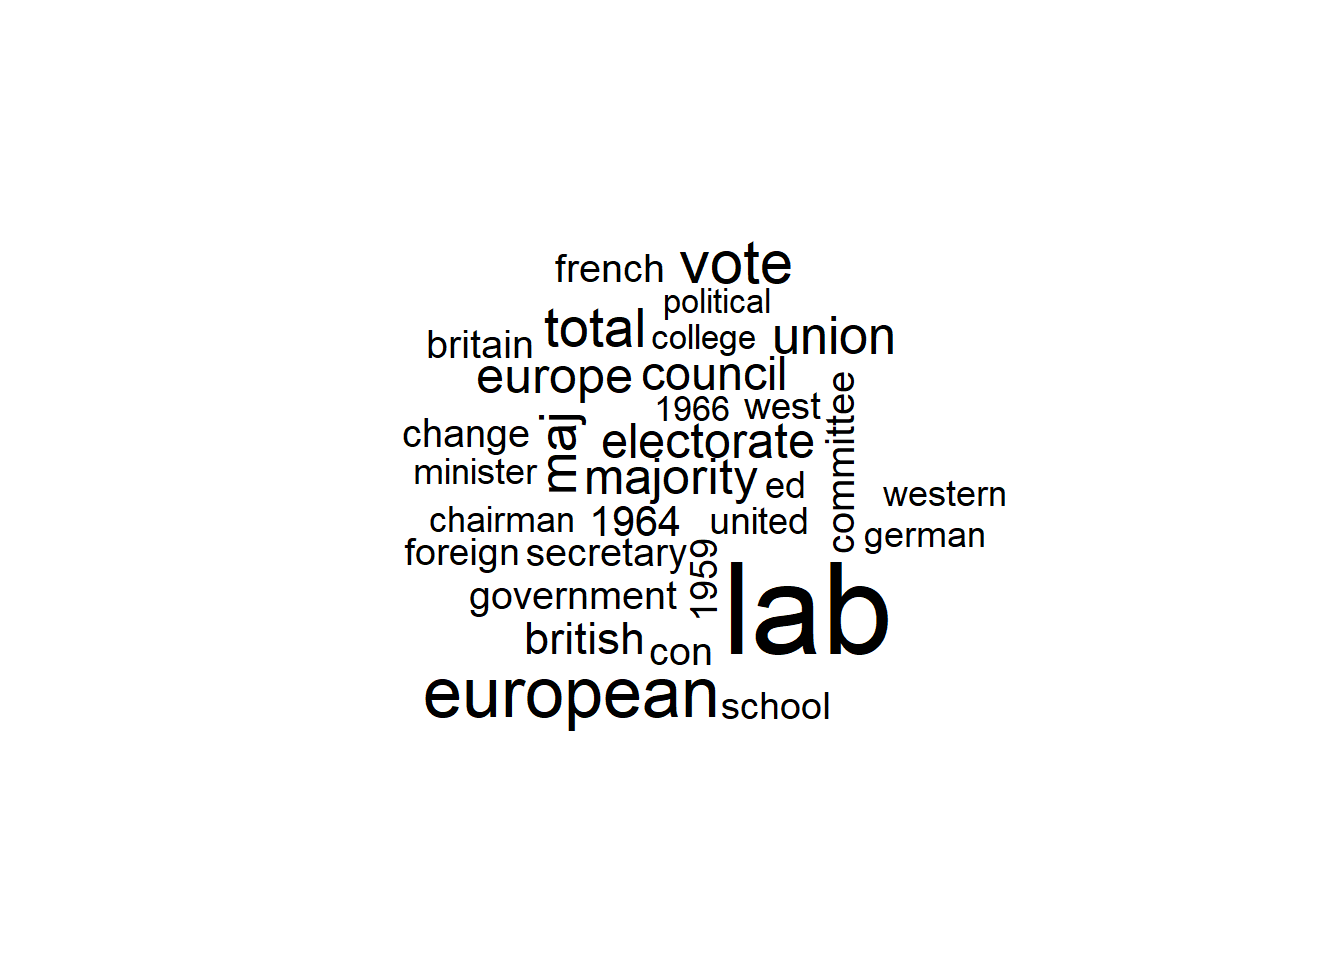 french vote
political
britain total college union
europe council
1966 west
change maj electorate committee
minister majority ed western
chairman 1964 united german
foreign secretary 1959
government lab
british con
european school